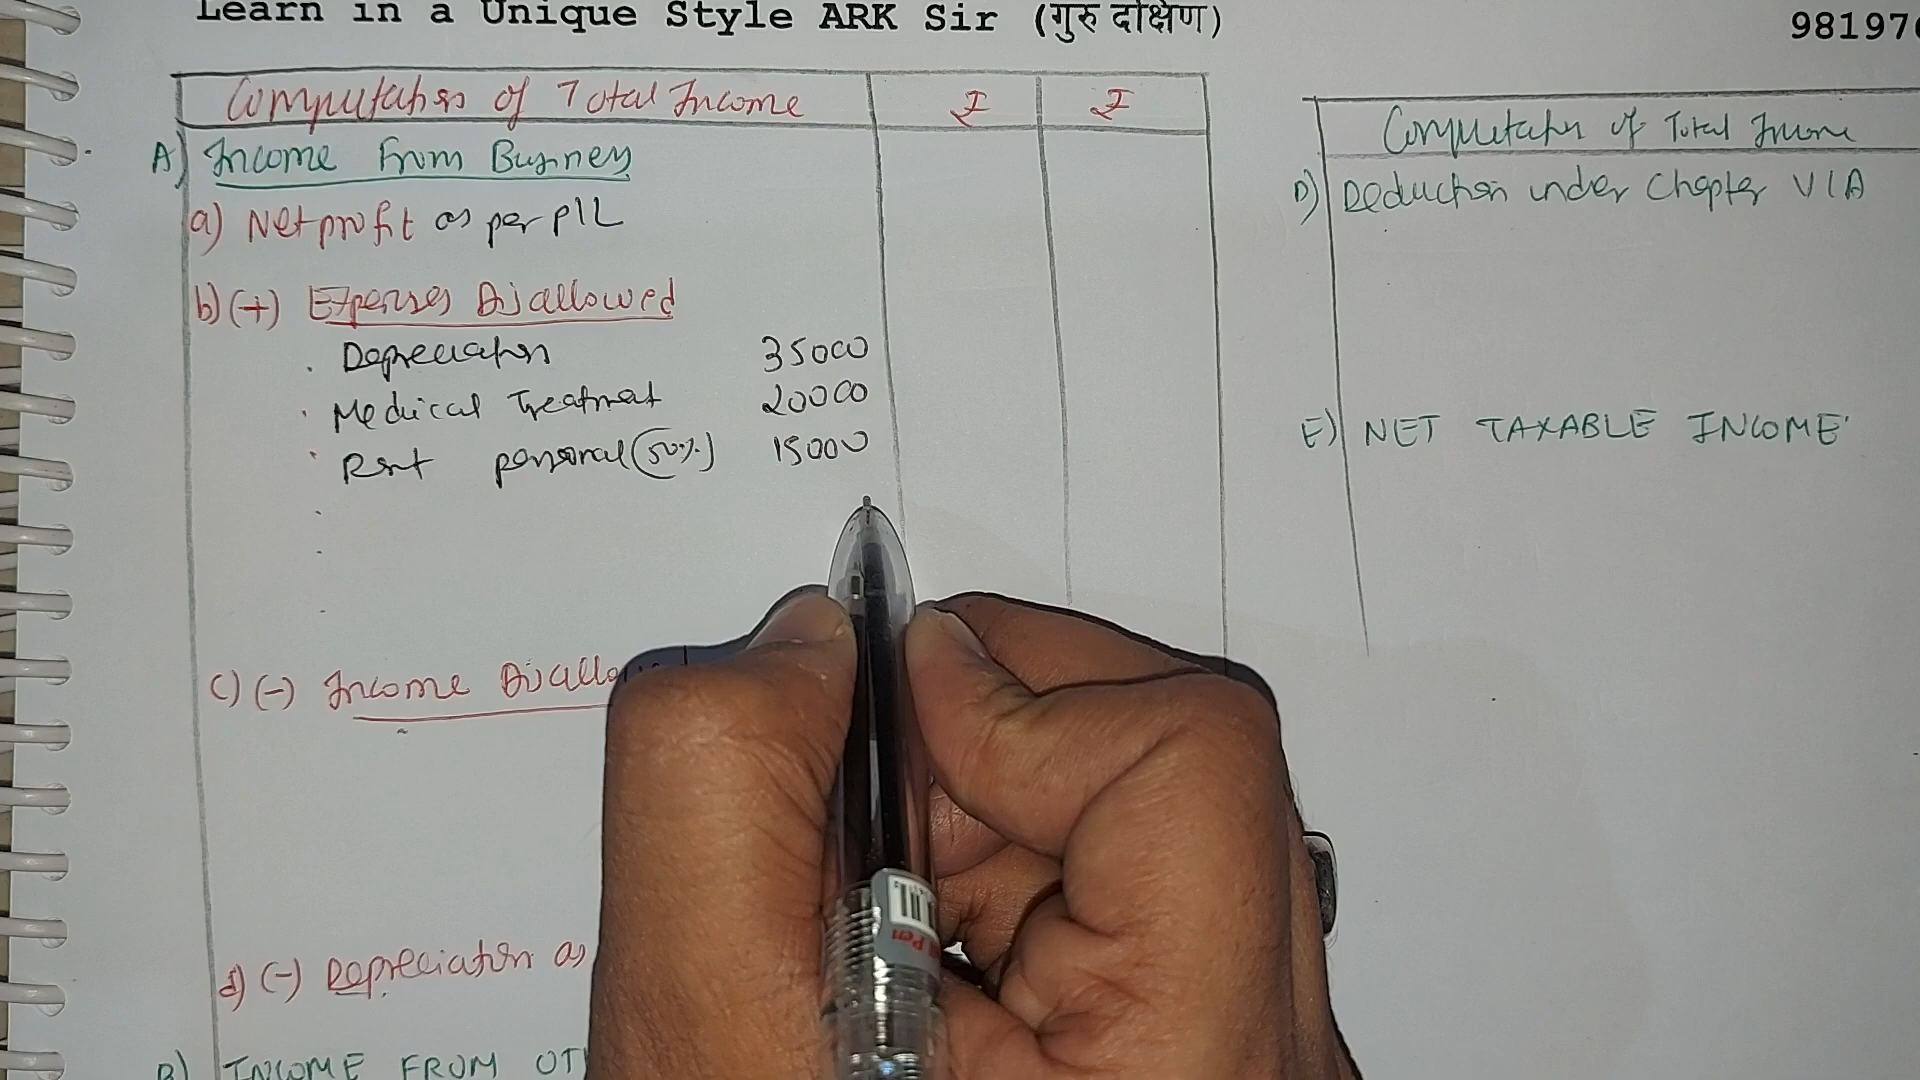 Learn in a Unique Style ARK Sir (गुरु दक्षिण)
98197
Computation of Total Income ₹ ₹
A) Income From Business
a) Net profit as per P/L
b) (+) Expenses Disallowed
Depreciation 35000
Medical Treatment 20000
Rent personal (50%) 15000
c) (-) Income Disallo
d) (-) Depreciation as
B) INCOME FROM OT
Computation of Total Income
D) Deduction under Chapter VIA
E) NET TAXABLE INCOME